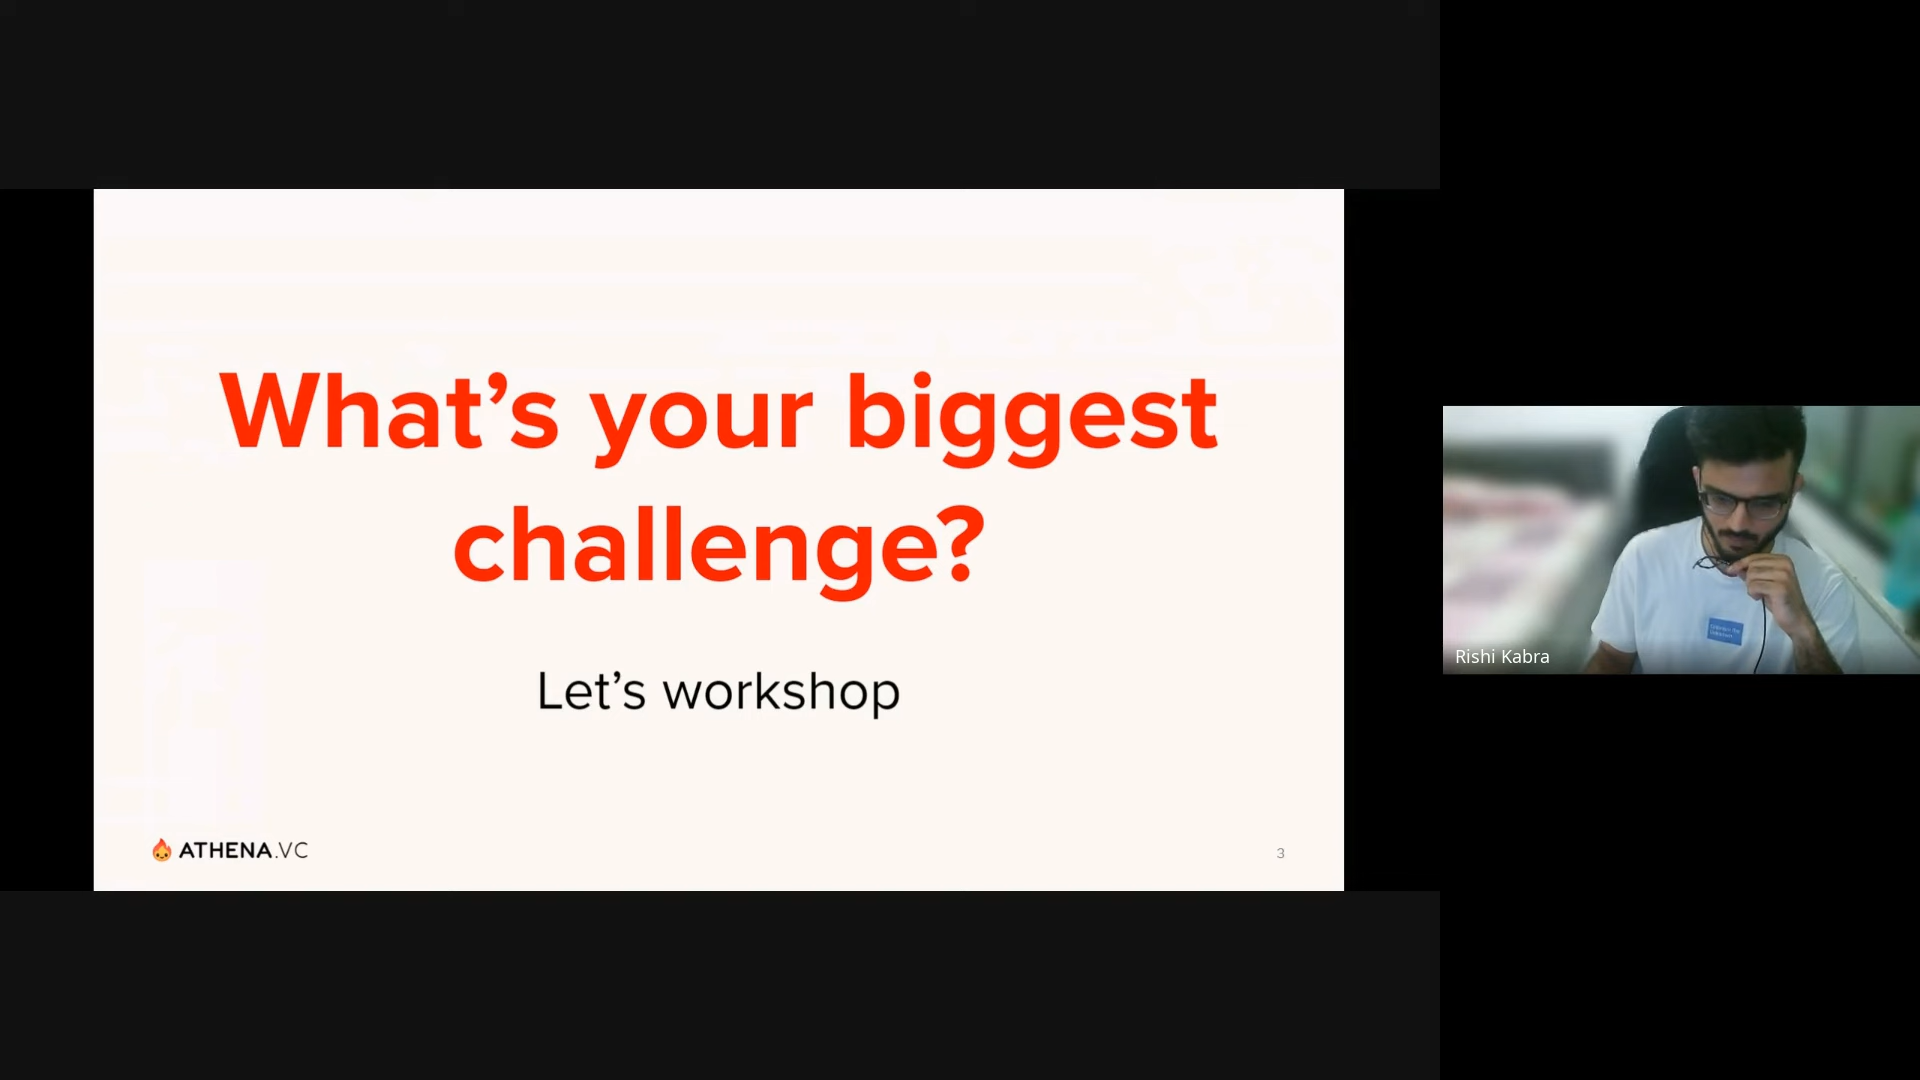 What’s your biggest
challenge?
Let’s workshop
ATHENA.VC
3
Rishi Kabra